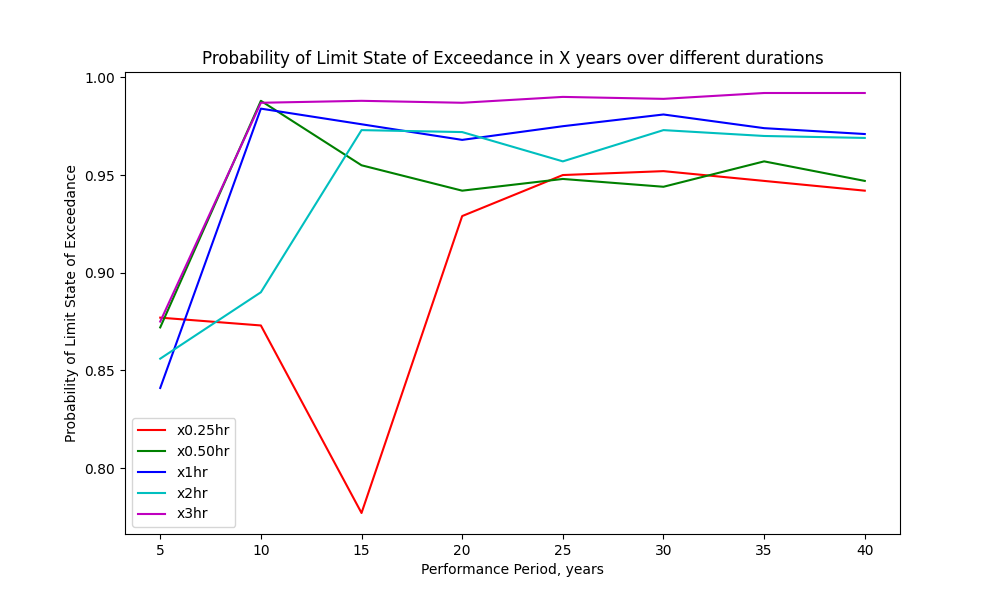 Probability of Limit State of Exceedance in X years over different durations
Probability of Limit State of Exceedance
1.00
0.95
0.90
0.85
0.80
x0.25hr
x0.50hr
x1hr
x2hr
x3hr
5 10 15 20 25 30 35 40
Performance Period, years